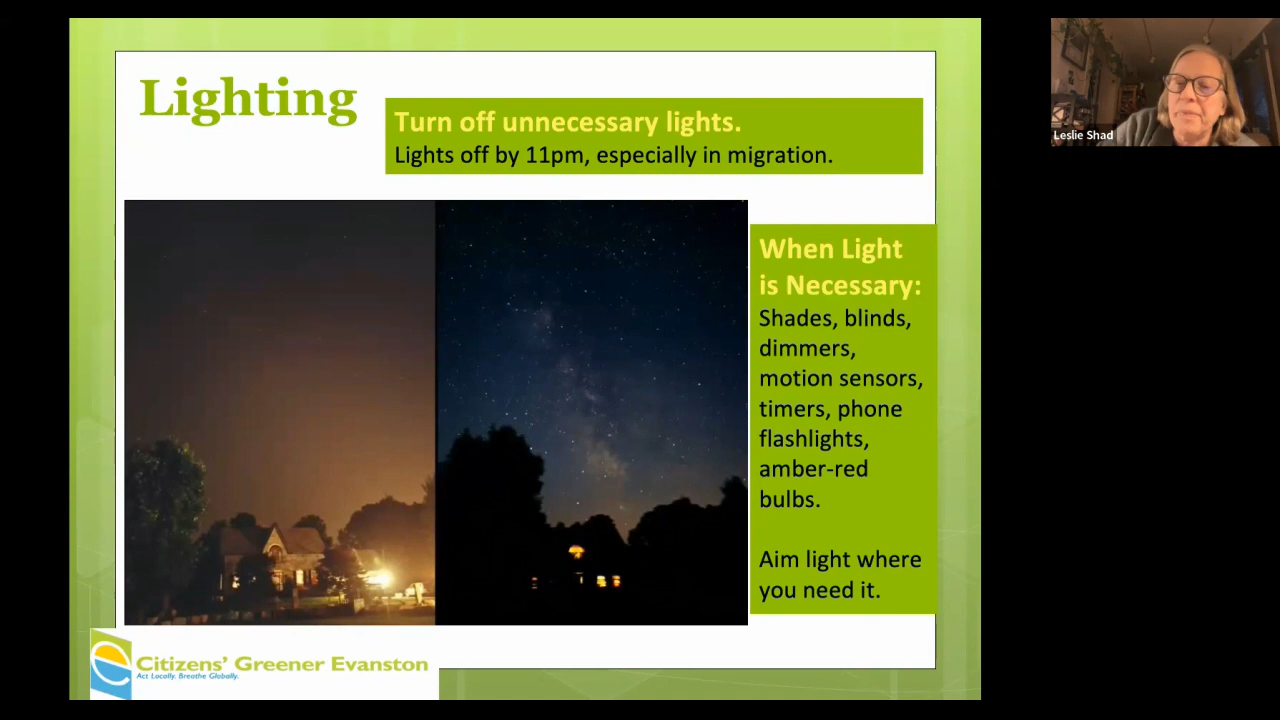 Lighting
Turn off unnecessary lights.
Lights off by 11pm, especially in migration.
When Light
is Necessary:
Shades, blinds,
dimmers,
motion sensors,
timers, phone
flashlights,
amber-red
bulbs.
Aim light where
you need it.
Citizens' Greener Evanston
Act Locally. Breathe Globally.
Leslie Shad